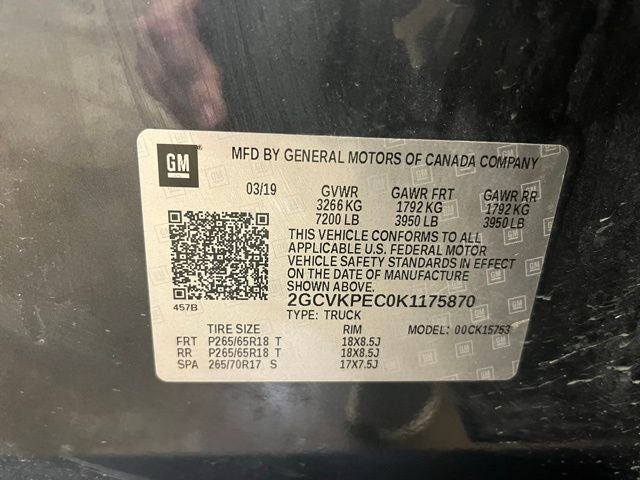 GM
MFD BY GENERAL MOTORS OF CANADA COMPANY
03/19 GVWR GAWR FRT GAWR RR
3266 KG 1792 KG 1792 KG
7200 LB 3950 LB 3950 LB
THIS VEHICLE CONFORMS TO ALL
APPLICABLE U.S. FEDERAL MOTOR
VEHICLE SAFETY STANDARDS IN EFFECT
ON THE DATE OF MANUFACTURE
SHOWN ABOVE.
2GCVKPEC0K1175870
457B TYPE: TRUCK
TIRE SIZE RIM MODEL: 00CK15753
FRT P265/65R18 T 18X8.5J
RR P265/65R18 T 18X8.5J
SPA 265/70R17 S 17X7.5J